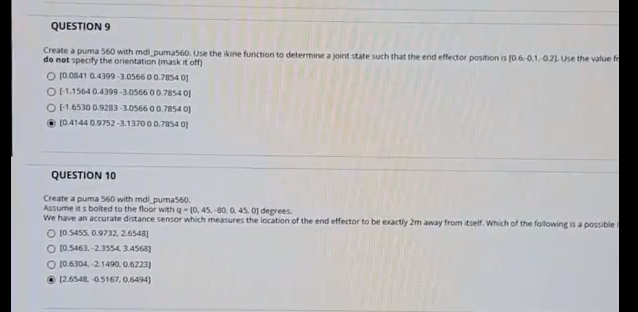 QUESTION 9
Create a puma 560 with mdl_puma560. Use the ikine function to determine a joint state such that the end effector position is [0.6,-0.1,-0.2]. Use the value
do not specify the orientation (mask it off)
[0.0841 0.4399 -3.0566 0 0.7854 0]
[-1.1564 0.4399 -3.0566 0 0.7854 0]
[-1.6530 0.9283 -3.0566 0 0.7854 0]
[0.4144 0.9752 -3.1370 0 0.7854 0]
QUESTION 10
Create a puma 560 with mdl_puma560.
Assume it s bolted to the floor with q = [0, 45, -80, 0, 45, 0] degrees.
We have an accurate distance sensor which measures the location of the end effector to be exactly 2m away from itself. Which of the following is a possible
[0.5455, 0.9732, 2.6548]
[0.5463, -2.3554, 3.4568]
[0.6304, -2.1490, 0.6223]
[2.6548, -0.5167, 0.6494]